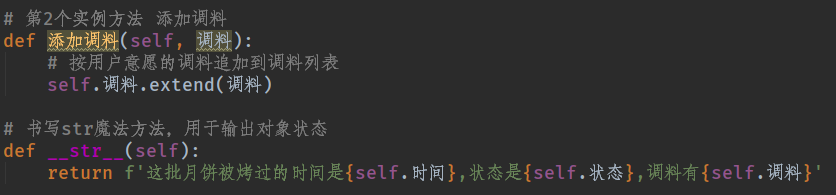 # 第2个实例方法 添加调料
def 添加调料(self, 调料):
# 按用户意愿的调料追加到调料列表
self.调料.extend(调料)
# 书写str魔法方法，用于输出对象状态
def __str__(self):
return f'这批月饼被烤过的时间是{self.时间},状态是{self.状态},调料有{self.调料}'